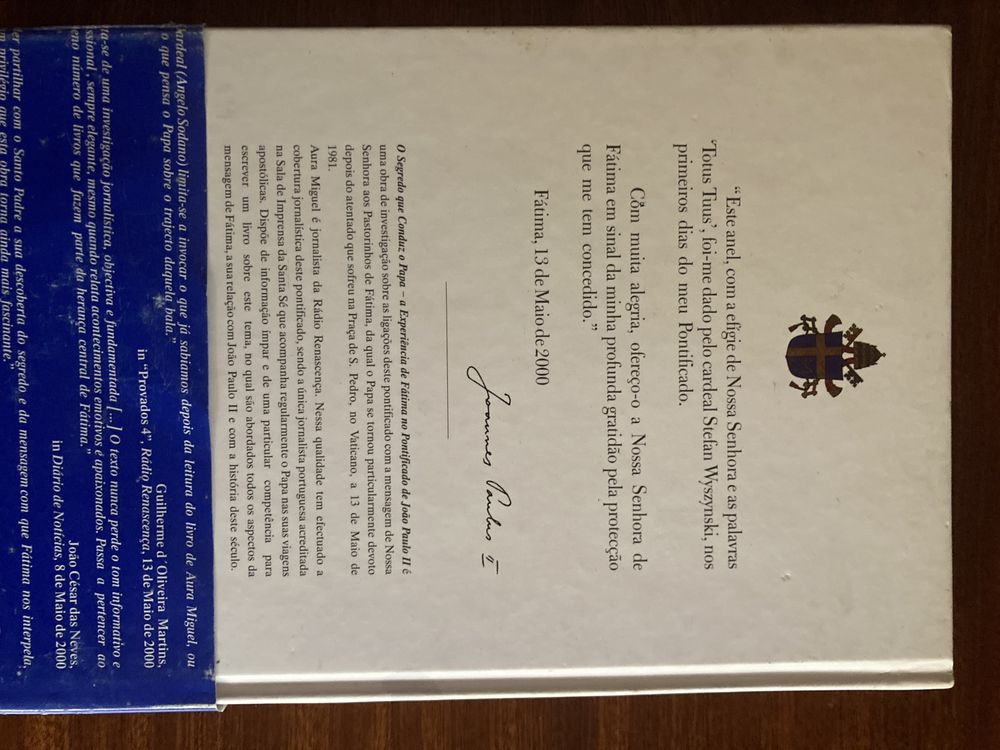 “Este anel, com a efígie de Nossa Senhora e as palavras
‘Totus Tuus’, foi-me dado pelo cardeal Stefan Wyszynski, nos
primeiros dias do meu Pontificado.
Com muita alegria, ofereço-o a Nossa Senhora de
Fátima em sinal da minha profunda gratidão pela protecção
que me tem concedido.”
Fátima, 13 de Maio de 2000
Joannes Paulus II
O Segredo que Conduz o Papa – a Experiência de Fátima no Pontificado de João Paulo II é
uma obra de investigação sobre as ligações deste pontificado com a mensagem de Nossa
Senhora aos Pastorinhos de Fátima, da qual o Papa se tornou particularmente devoto
depois do atentado que sofreu na Praça de S. Pedro, no Vaticano, a 13 de Maio de
1981.
Aura Miguel é jornalista da Rádio Renascença. Nessa qualidade tem efectuado a
cobertura jornalística deste pontificado, sendo a única jornalista portuguesa acreditada
na Sala de Imprensa da Santa Sé que acompanha regularmente o Papa nas suas viagens
apostólicas. Dispõe de informação ímpar e de uma particular competência para
escrever um livro sobre este tema, no qual são abordados todos os aspectos da
mensagem de Fátima, a sua relação com João Paulo II e com a história deste século.
ardeal (Angelo Sodano) limita-se a invocar o que já sabíamos depois da leitura do livro de Aura Miguel, ou
o que pensa o Papa sobre o trajecto daquela bala.”
Guilherme d´Oliveira Martins,
in “Provados 4”, Rádio Renascença, 13 de Maio de 2000
ta-se de uma investigação jornalística, objectiva e fundamentada [...] O texto nunca perde o tom informativo e
ssional, sempre elegante, mesmo quando relata acontecimentos emotivos e apaixonados Passa a pertencer ao
eno número de livros que fazem parte da herança central de Fátima.”
João César das Neves,
in Diário de Notícias, 8 de Maio de 2000
er partilhar com o Santo Padre a sua descoberta do segredo e da mensagem com que Fátima nos interpela,
m privilégio que esta obra torna ainda mais fascinante.”